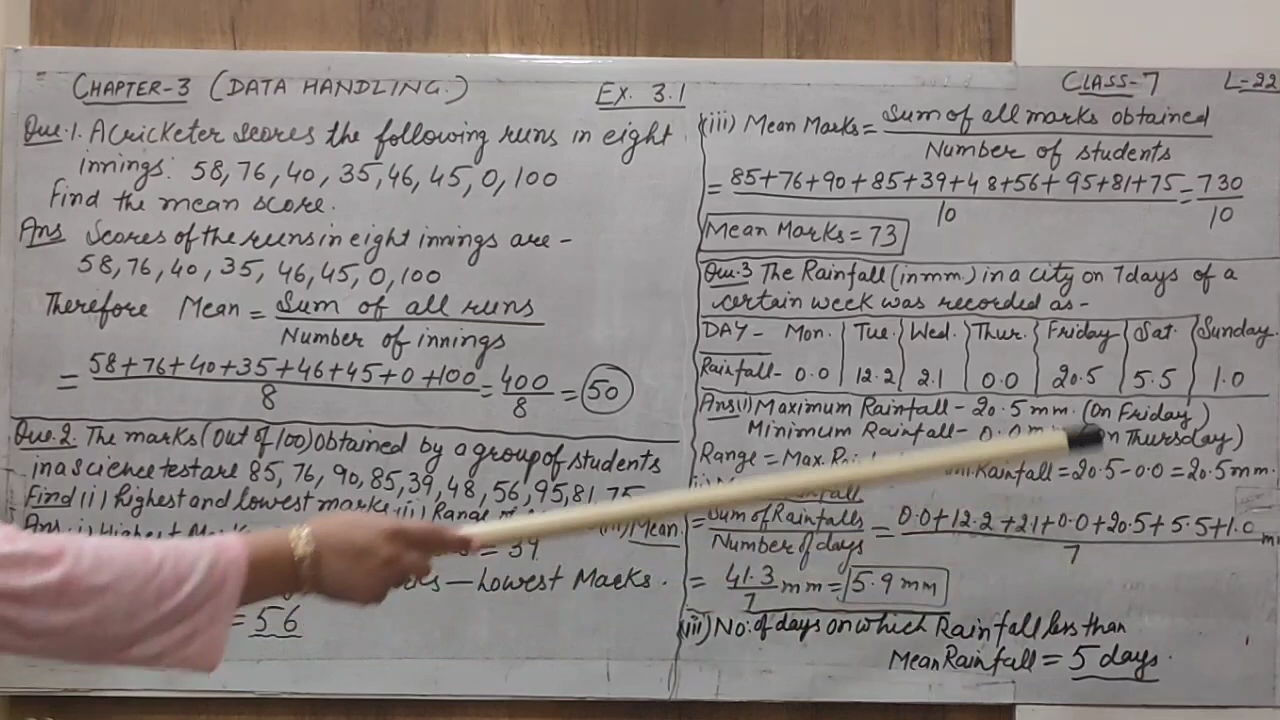 CHAPTER-3 (DATA HANDLING.)
EX. 3.1
CLASS-7
L-22
Que.1. A Cricketer scores the following runs in eight
innings: 58, 76, 40, 35, 46, 45, 0, 100
Find the mean score.
Ans Scores of the runs in eight innings are -
58, 76, 40, 35, 46, 45, 0, 100
Therefore Mean = Sum of all runs
Number of innings
= 58+76+40+35+46+45+0+100 = 400 = 50
8 8
Que.2. The marks (out of 100) obtained by a group of students
in a science test are 85, 76, 90, 85, 39, 48, 56, 95, 81, 75
Find (i) highest and lowest marks (ii) Range of
(iii) Mean.
Ans. i) Highest
= 39
- Lowest Marks.
= 56
(iii) Mean Marks = Sum of all marks obtained
Number of students
= 85+76+90+85+39+48+56+95+81+75 = 730
10 10
Mean Marks = 73
Que.3 The Rainfall (in mm.) in a city on 7 days of a
certain week was recorded as -
DAY - Mon. Tue. Wed. Thur. Friday Sat. Sunday
Rainfall - 0.0 12.2 2.1 0.0 20.5 5.5 1.0
Ans (i) Maximum Rainfall - 20.5 mm. (On Friday)
Minimum Rainfall - 0.0 Thursday)
Range = Max. Rainfall = 20.5 - 0.0 = 20.5 mm.
= Sum of Rainfalls = 0.0+12.2+2.1+0.0+20.5+5.5+1.0
Number of days 7
= 41.3 mm = 5.9 mm
7
(iii) No. of days on which Rainfall less than
Mean Rainfall = 5 days.